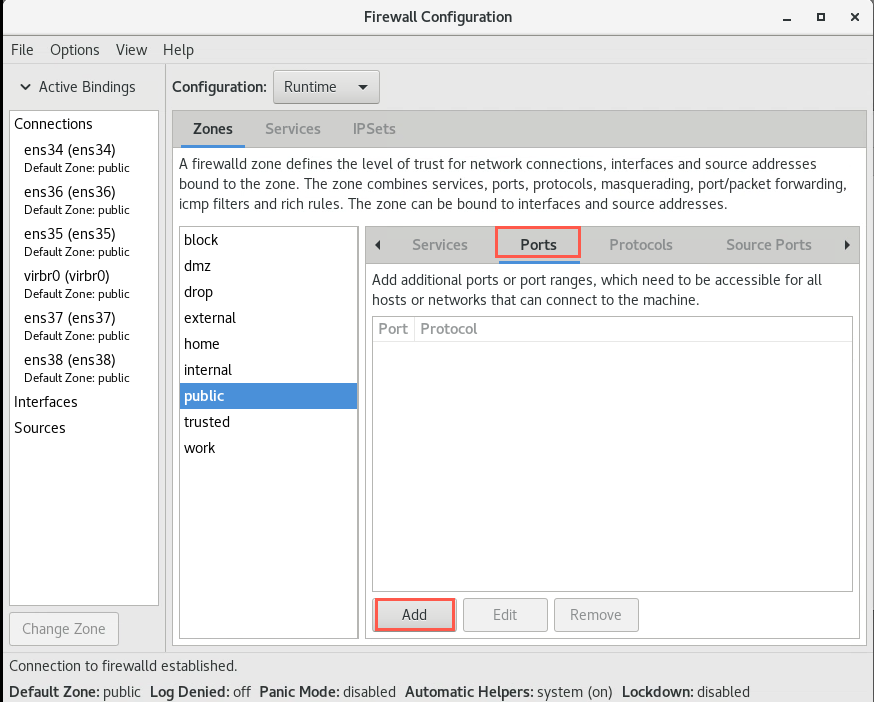 Firewall Configuration
File Options View Help
Active Bindings
Configuration: Runtime
Connections
ens34 (ens34)
Default Zone: public
ens36 (ens36)
Default Zone: public
ens35 (ens35)
Default Zone: public
virbr0 (virbr0)
Default Zone: public
ens37 (ens37)
Default Zone: public
ens38 (ens38)
Default Zone: public
Interfaces
Sources
Change Zone
Zones Services IPSets
A firewalld zone defines the level of trust for network connections, interfaces and source addresses
bound to the zone. The zone combines services, ports, protocols, masquerading, port/packet forwarding,
icmp filters and rich rules. The zone can be bound to interfaces and source addresses.
block
dmz
drop
external
home
internal
public
trusted
work
Services Ports Protocols Source Ports
Add additional ports or port ranges, which need to be accessible for all
hosts or networks that can connect to the machine.
Port Protocol
Add Edit Remove
Connection to firewalld established.
Default Zone: public Log Denied: off Panic Mode: disabled Automatic Helpers: system (on) Lockdown: disabled